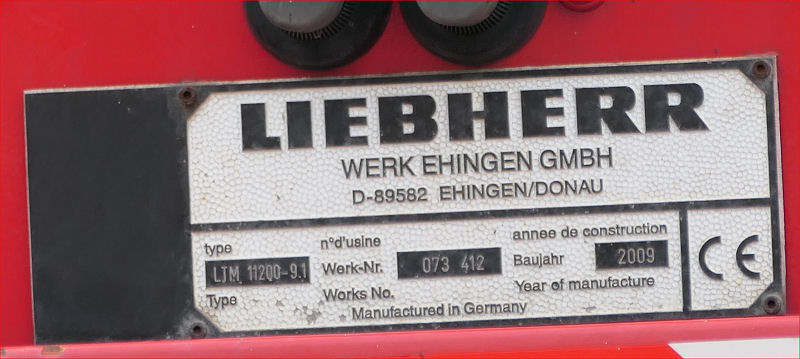 LIEBHERR
WERK EHINGEN GMBH
D-89582 EHINGEN/DONAU
type
LTM 11200-9.1
Type
n°d'usine
Werk-Nr. 073 412
Works No.
annee de construction
Baujahr 2009
Year of manufacture
Manufactured in Germany
CE